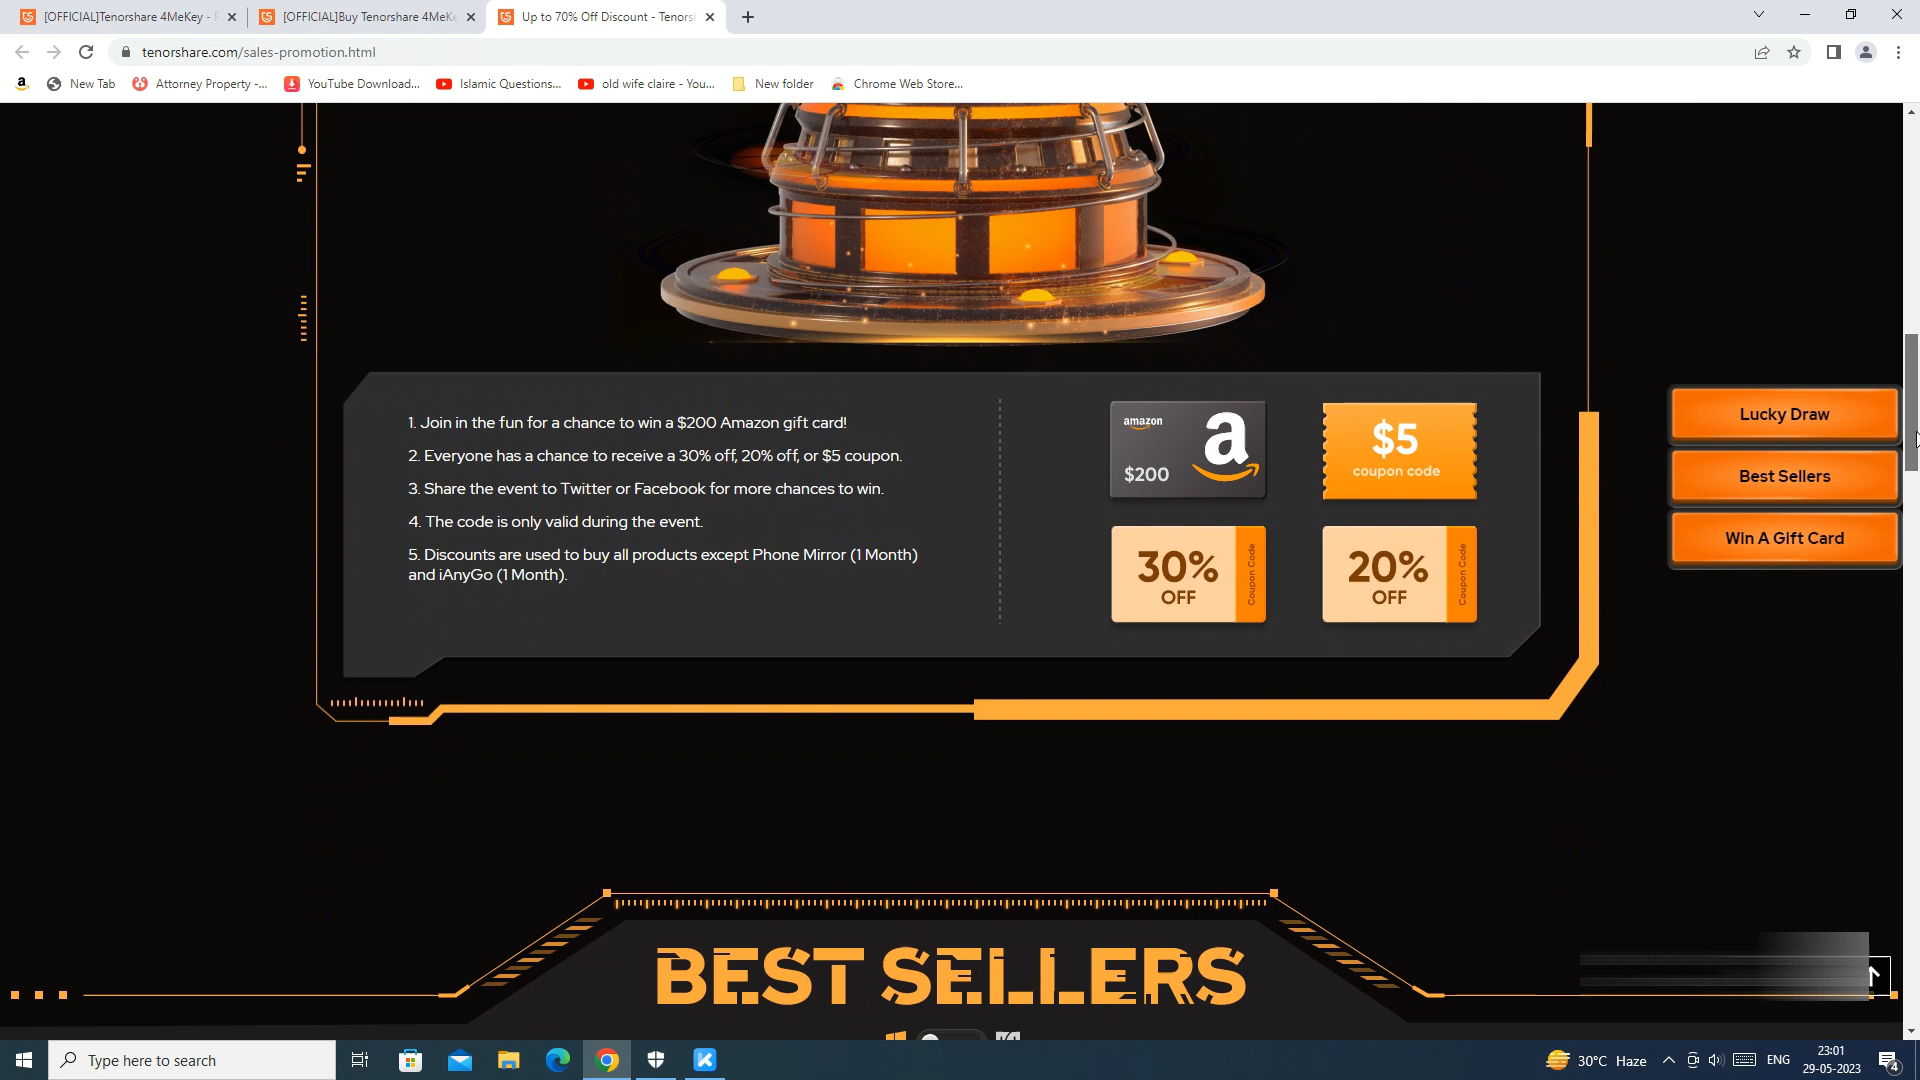 [OFFICIAL]Tenorshare 4MeKey -
[OFFICIAL]Buy Tenorshare 4MeKe
Up to 70% Off Discount - Tenors
tenorshare.com/sales-promotion.html
New Tab
Attorney Property -...
YouTube Download...
Islamic Questions...
old wife claire - You...
New folder
Chrome Web Store...
1. Join in the fun for a chance to win a $200 Amazon gift card!
2. Everyone has a chance to receive a 30% off, 20% off, or $5 coupon.
3. Share the event to Twitter or Facebook for more chances to win.
4. The code is only valid during the event.
5. Discounts are used to buy all products except Phone Mirror (1 Month)
and iAnyGo (1 Month).
amazon
a
$200
$5
coupon code
30%
OFF
Coupon Code
20%
OFF
Coupon Code
Lucky Draw
Best Sellers
Win A Gift Card
BEST SELLERS
Type here to search
30°C Haze
ENG
23:01
29-05-2023
4